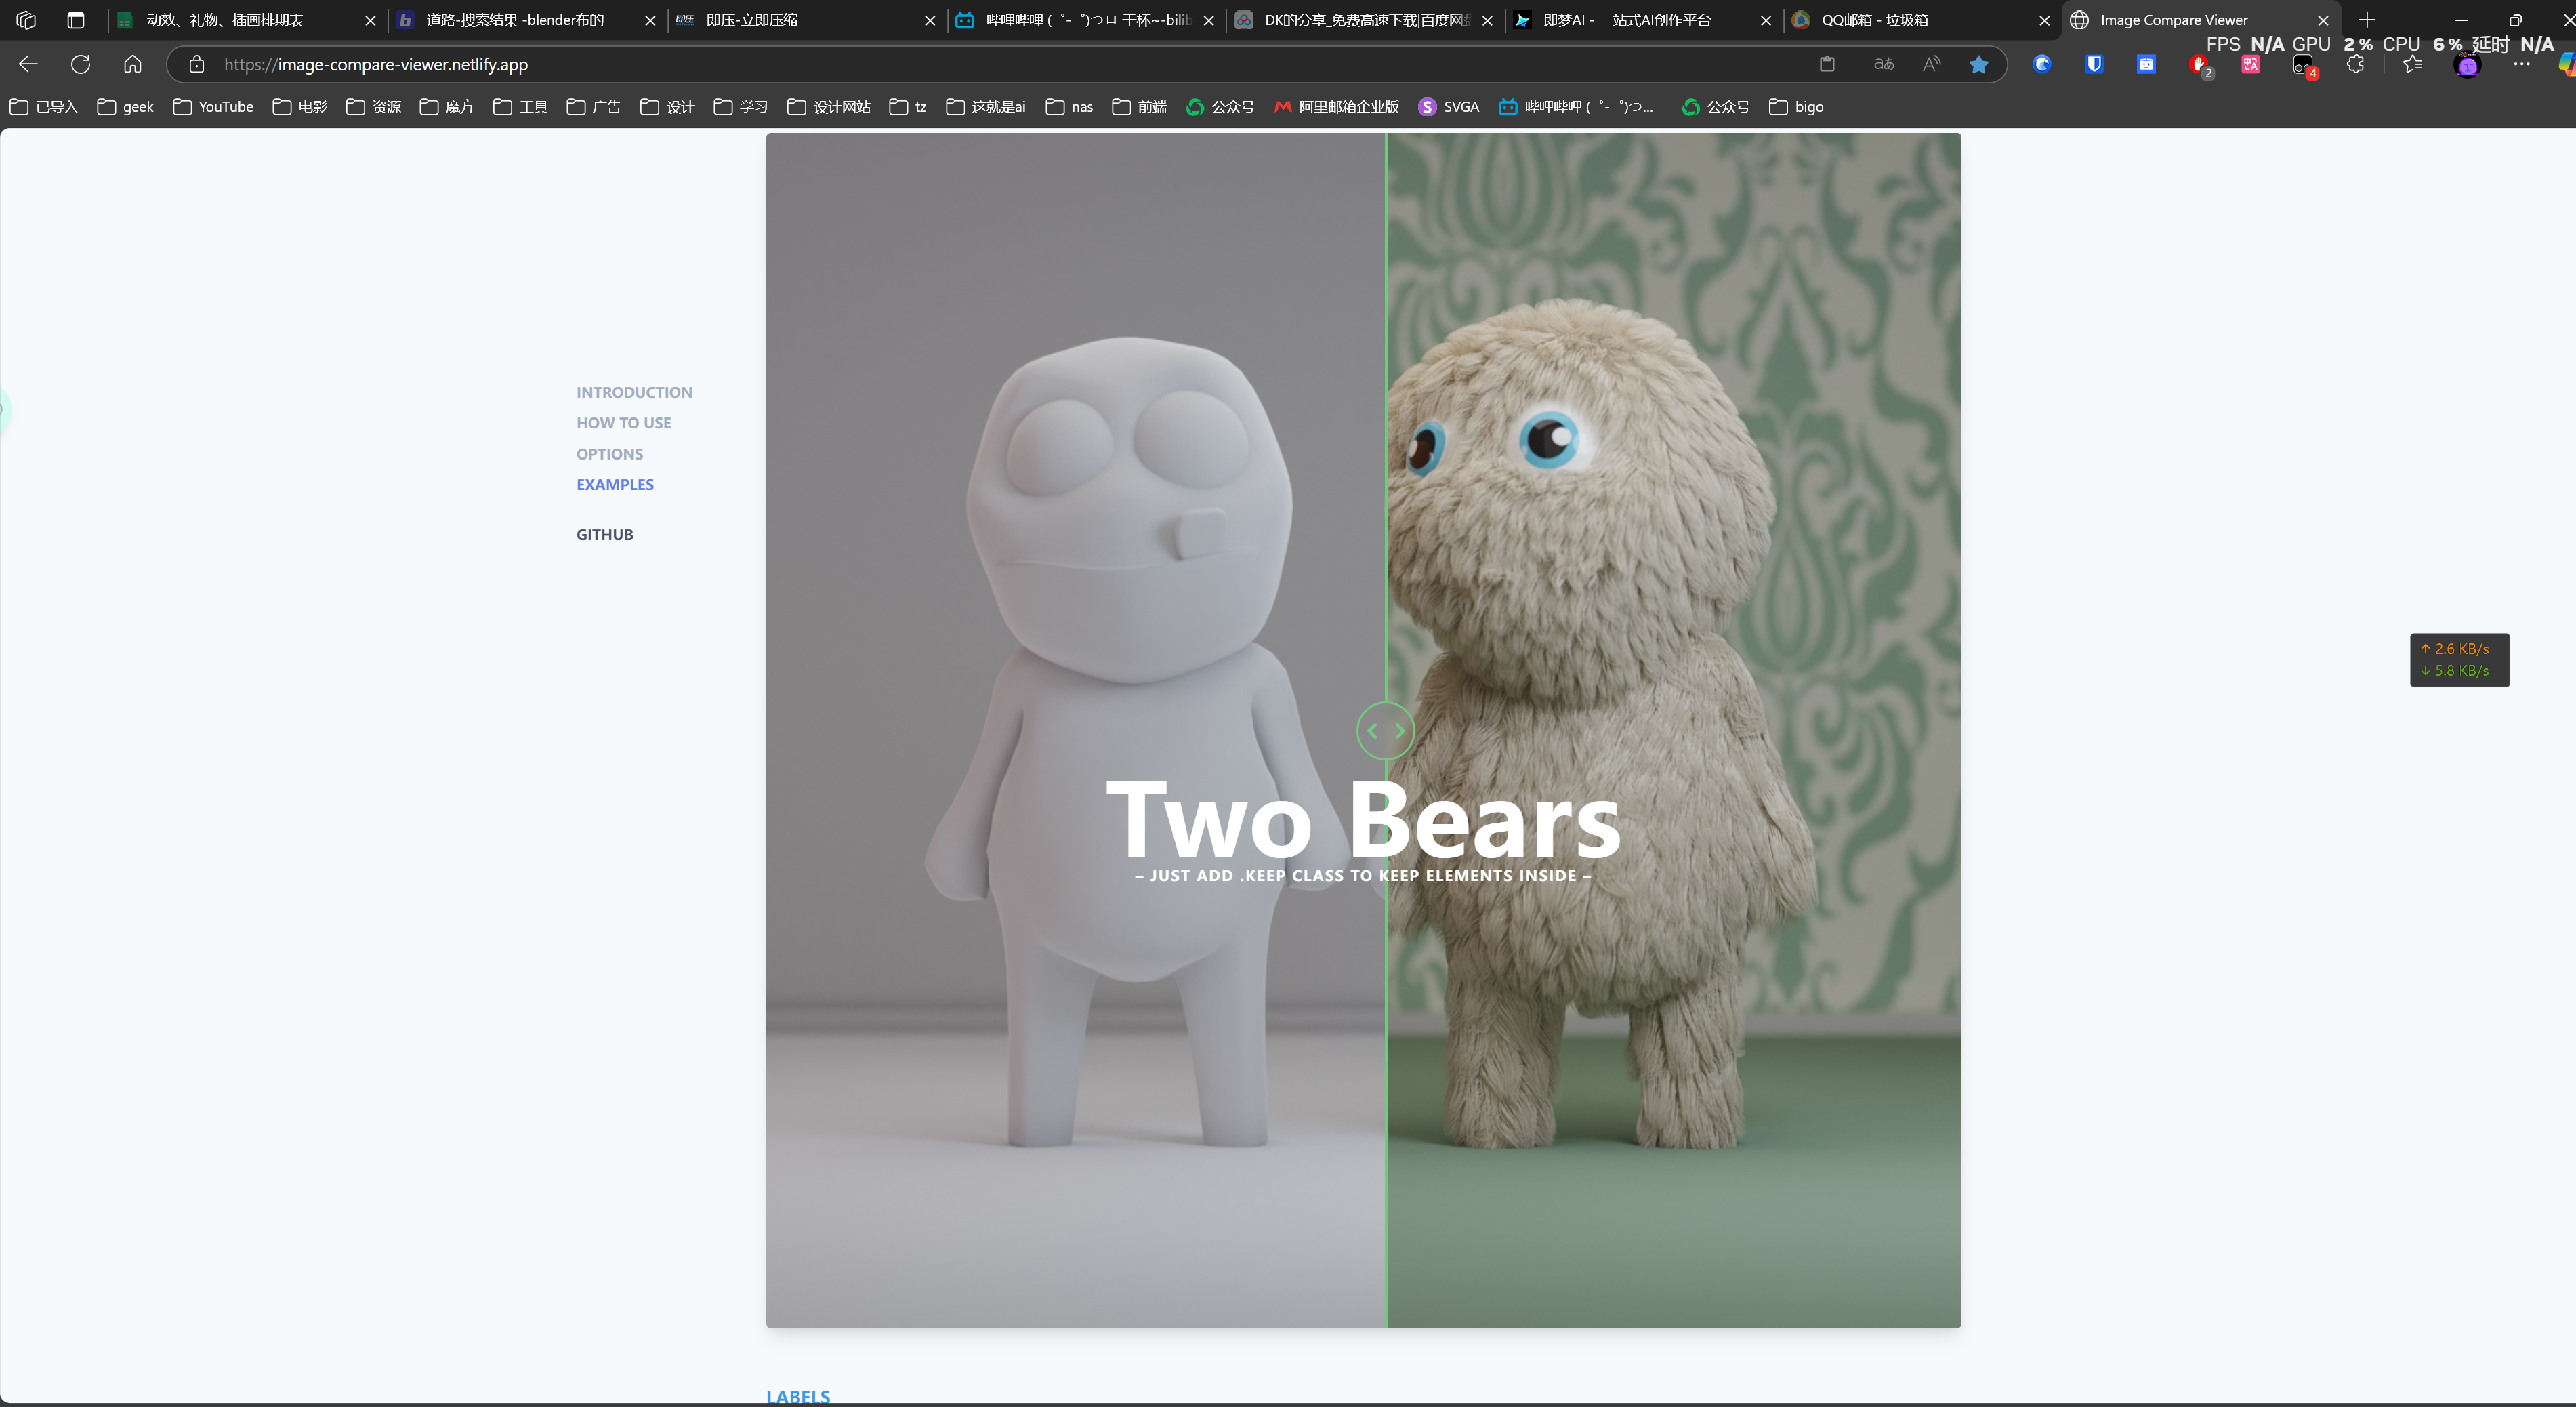 动效、礼物、插画排期表
道路-搜索结果 -blender布的
即压-立即压缩
哔哩哔哩 ( ゜- ゜)つロ 干杯~-bilib
DK的分享_免费高速下载|百度网盘
即梦AI - 一站式AI创作平台
QQ邮箱 - 垃圾箱
Image Compare Viewer
FPS N/A GPU 2 % CPU 6 % 延时 N/A
https://image-compare-viewer.netlify.app
2
4
已导入
geek
YouTube
电影
资源
魔方
工具
广告
设计
学习
设计网站
tz
这就是ai
nas
前端
公众号
阿里邮箱企业版
SVGA
哔哩哔哩 ( ゜- ゜)つ...
公众号
bigo
INTRODUCTION
HOW TO USE
OPTIONS
EXAMPLES
GITHUB
↑ 2.6 KB/s
↓ 5.8 KB/s
Two Bears
– JUST ADD .KEEP CLASS TO KEEP ELEMENTS INSIDE –
LABELS